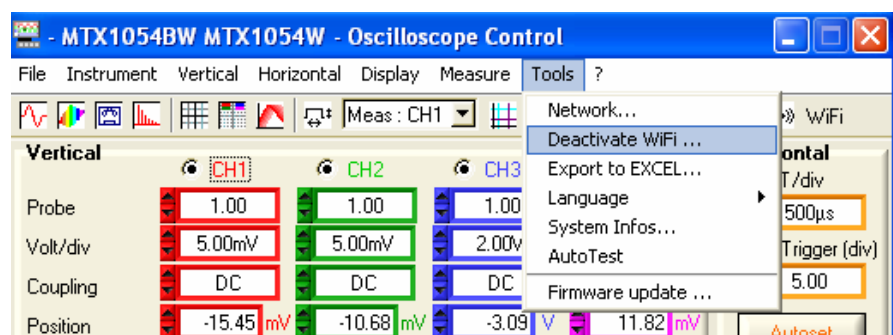 - MTX1054BW MTX1054W - Oscilloscope Control
File Instrument Vertical Horizontal Display Measure Tools ?
Meas : CH1 WiFi
Network...
Deactivate WiFi ...
Export to EXCEL...
Language
System Infos...
AutoTest
Firmware update ...
Vertical
CH1 CH2 CH3
Probe 1.00 1.00 1.00
Volt/div 5.00mV 5.00mV 2.00V
Coupling DC DC DC
Position -15.45 mV -10.68 mV -3.09 V 11.82 mV
ontal
T/div
500µs
Trigger (div)
5.00
Autoset